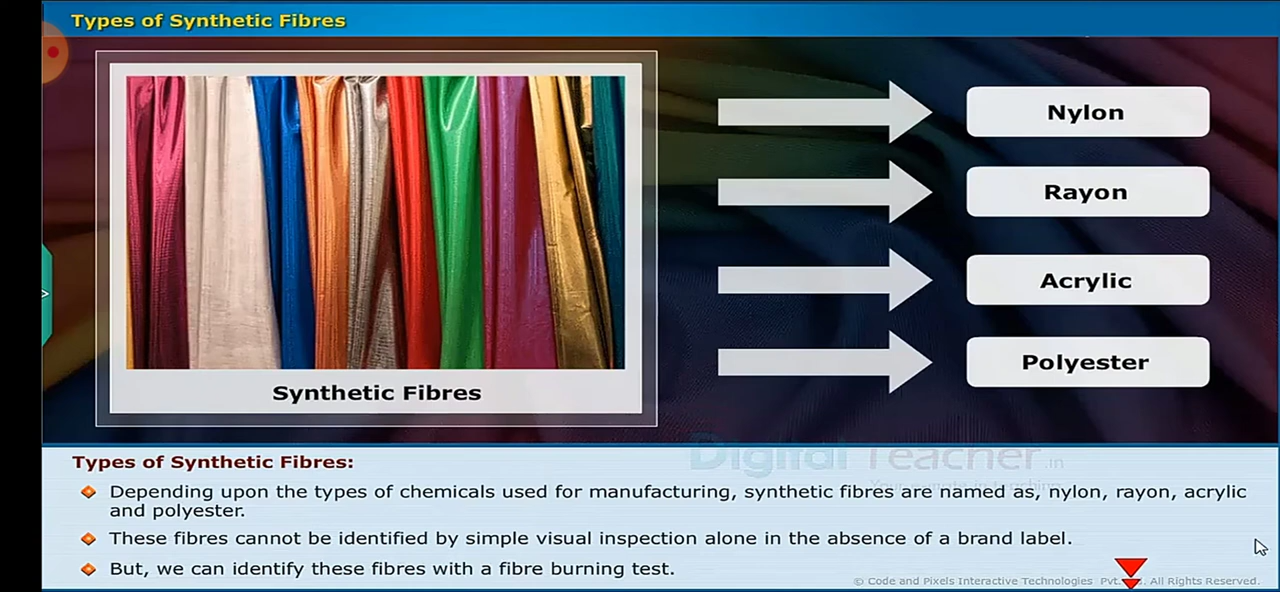 Types of Synthetic Fibres
Nylon
Rayon
Acrylic
Polyester
Synthetic Fibres
Digital Teacher.in
Types of Synthetic Fibres:
Depending upon the types of chemicals used for manufacturing, synthetic fibres are named as, nylon, rayon, acrylic
and polyester.
These fibres cannot be identified by simple visual inspection alone in the absence of a brand label.
But, we can identify these fibres with a fibre burning test.
© Code and Pixels Interactive Technologies Pvt. All Rights Reserved.